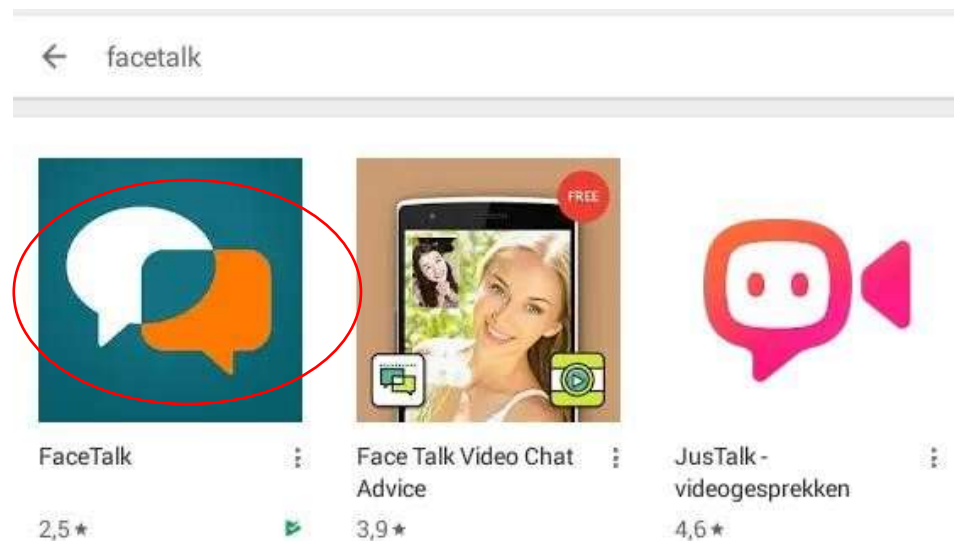 facetalk
FREE
FaceTalk
2,5★
Face Talk Video Chat
Advice
3,9★
JusTalk -
videogesprekken
4,6★